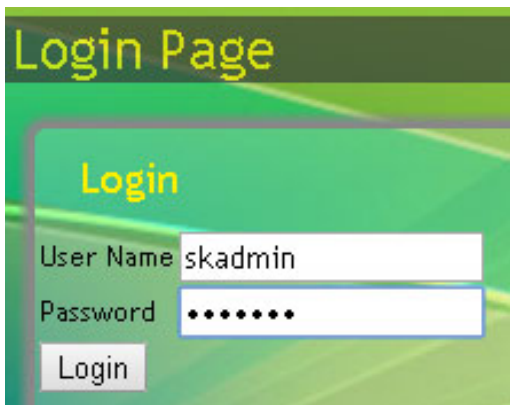 Login Page
Login
User Name skadmin
Password •••••••
Login